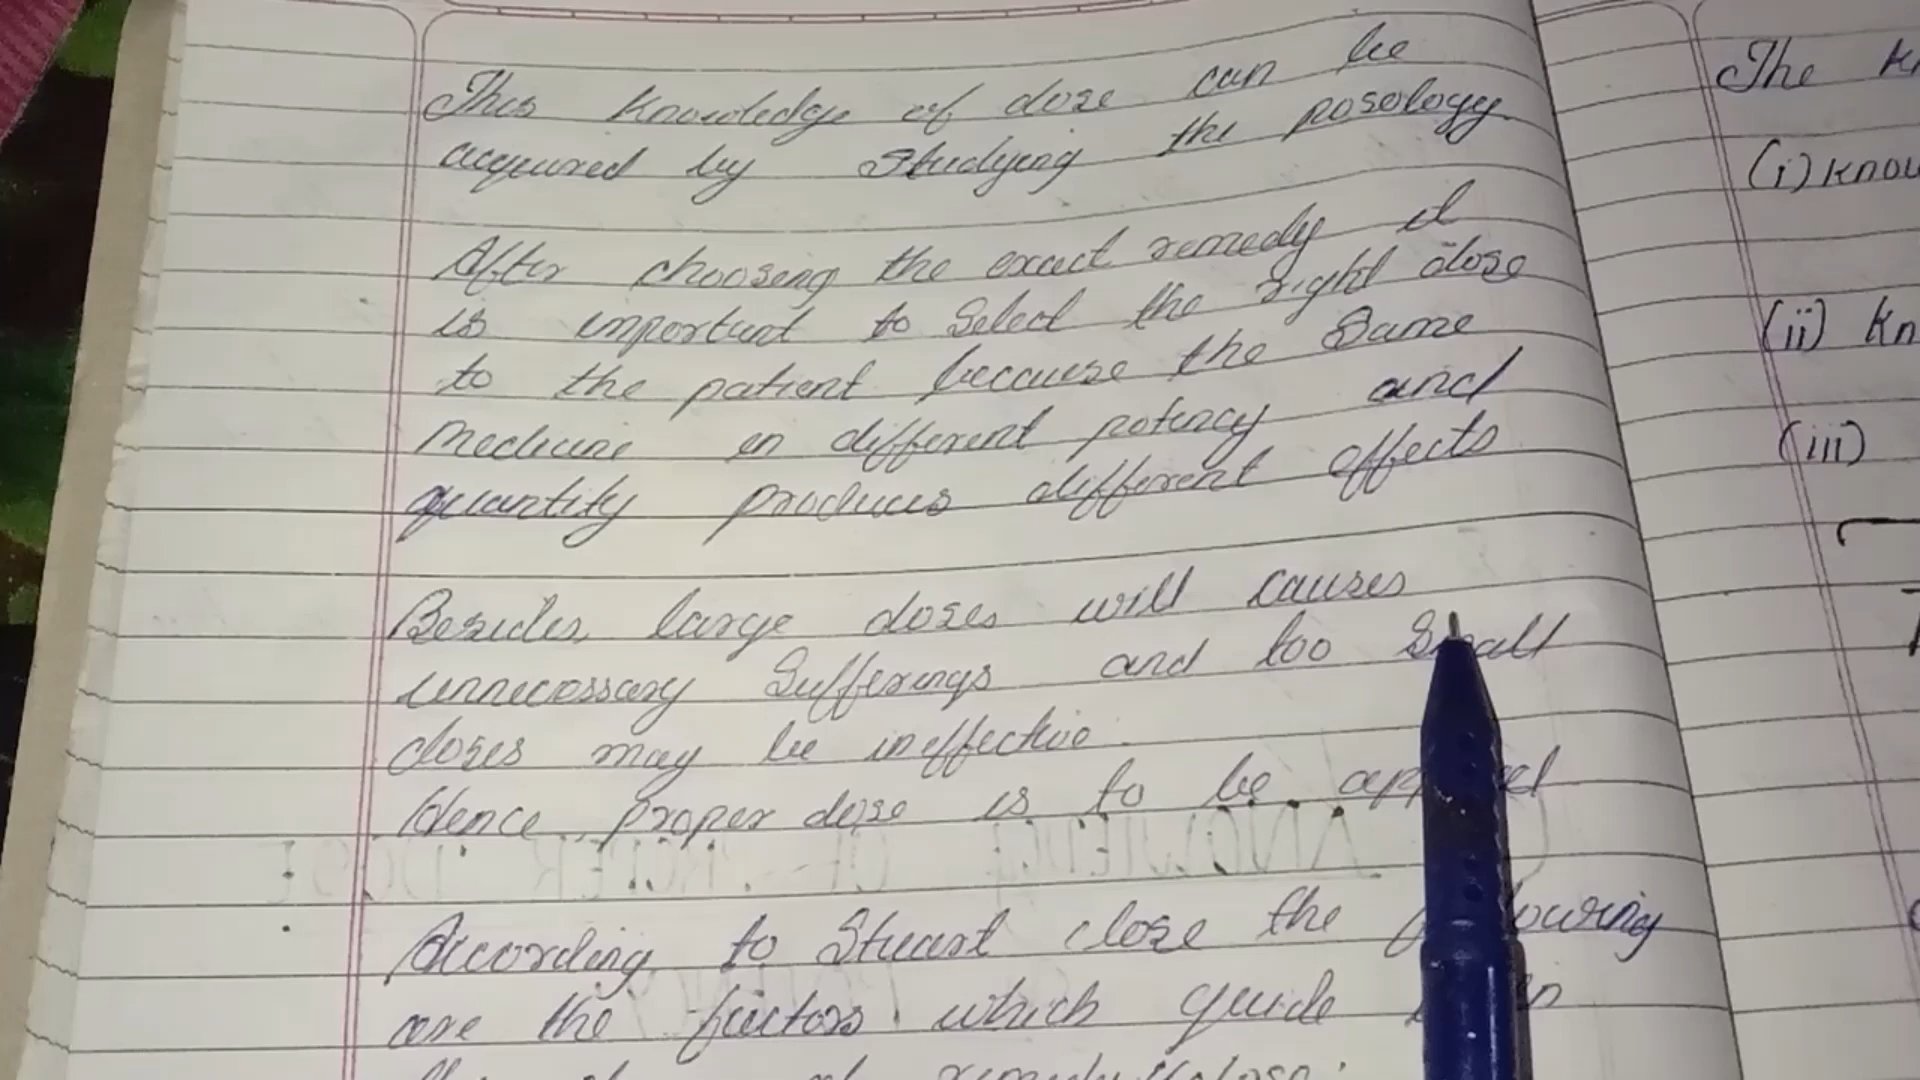 This knowledge of dose can be
acquired by Studying the posology.
After choosing the exact remedy it
is important to Select the right dose
to the patient because the Same
Medicine in different potency and
quantity produces different effects
Besides, large doses will causes
unnecessary Sufferings and too Small
doses may be ineffective.
Hence, proper dose is to be
According to Stuart close the following
are the factors which guide
remedy
The
(i) know
(ii) Kn
(iii)